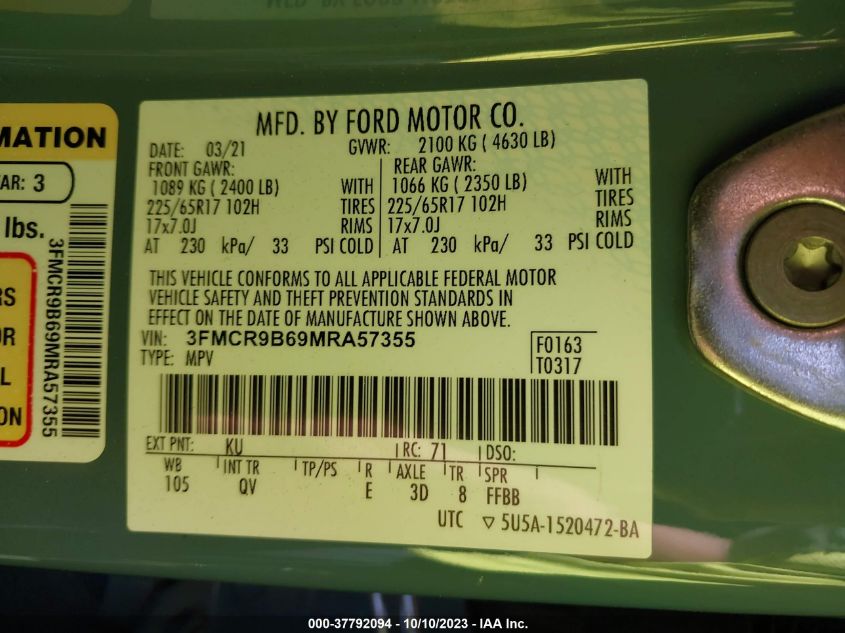 MATION
AR: 3
lbs.
RS
OR
L
ON
3FMCR9B69MRA57355
MFD. BY FORD MOTOR CO.
DATE: 03/21 GVWR: 2100 KG ( 4630 LB)
FRONT GAWR: REAR GAWR:
1089 KG ( 2400 LB) WITH 1066 KG ( 2350 LB) WITH
225/65R17 102H TIRES 225/65R17 102H TIRES
17x7.0J RIMS 17x7.0J RIMS
AT 230 kPa/ 33 PSI COLD AT 230 kPa/ 33 PSI COLD
THIS VEHICLE CONFORMS TO ALL APPLICABLE FEDERAL MOTOR
VEHICLE SAFETY AND THEFT PREVENTION STANDARDS IN
EFFECT ON THE DATE OF MANUFACTURE SHOWN ABOVE.
VIN: 3FMCR9B69MRA57355 F0163
TYPE: MPV T0317
EXT PNT: KU RC: 71 DSO:
WB INT TR TP/PS R AXLE TR SPR
105 QV E 3D 8 FFBB
UTC ▽ 5U5A-1520472-BA
000-37792094 - 10/10/2023 - IAA Inc.